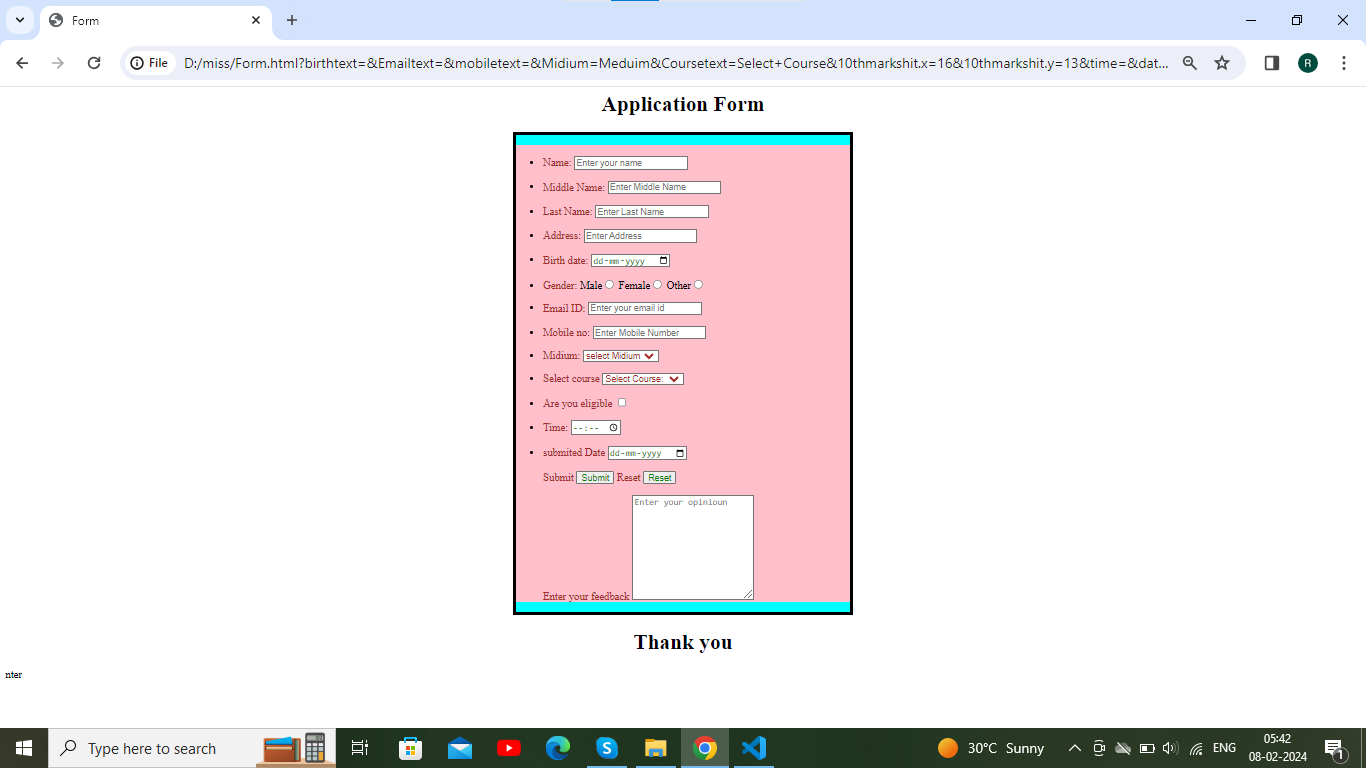 Form
File
D:/miss/Form.html?birthtext=&Emailtext=&mobiletext=&Midium=Meduim&Coursetext=Select+Course&10thmarkshit.x=16&10thmarkshit.y=13&time=&dat...
R
Application Form
Name: Enter your name
Middle Name: Enter Middle Name
Last Name: Enter Last Name
Address: Enter Address
Birth date: dd-mm-yyyy
Gender: Male Female Other
Email ID: Enter your email id
Mobile no: Enter Mobile Number
Midium: select Midium
Select course Select Course:
Are you eligible
Time: --:--
submited Date dd-mm-yyyy
Submit Submit Reset Reset
Enter your opinioun
Enter your feedback
Thank you
nter
Type here to search
30°C Sunny
ENG
05:42
08-02-2024
1